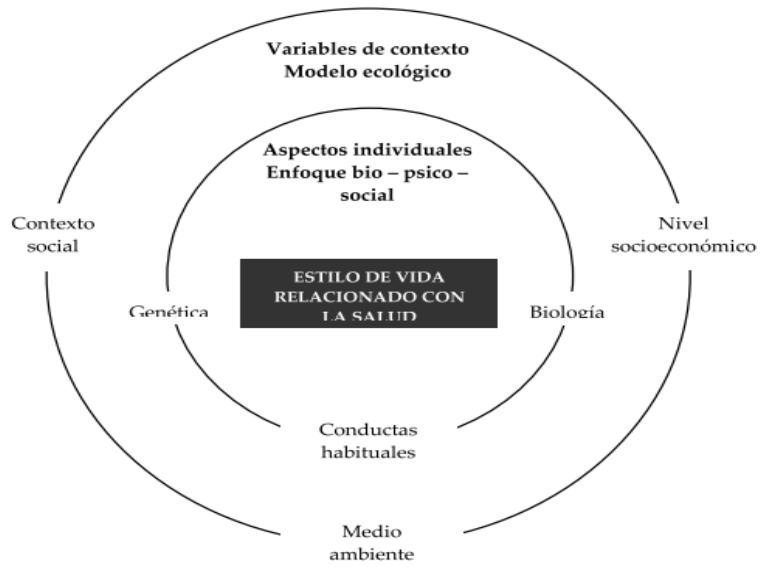 Variables de contexto
Modelo ecológico
Aspectos individuales
Enfoque bio – psico –
social
Contexto
social
Nivel
socioeconómico
ESTILO DE VIDA
RELACIONADO CON
LA SALUD
Genética
Biología
Conductas
habituales
Medio
ambiente